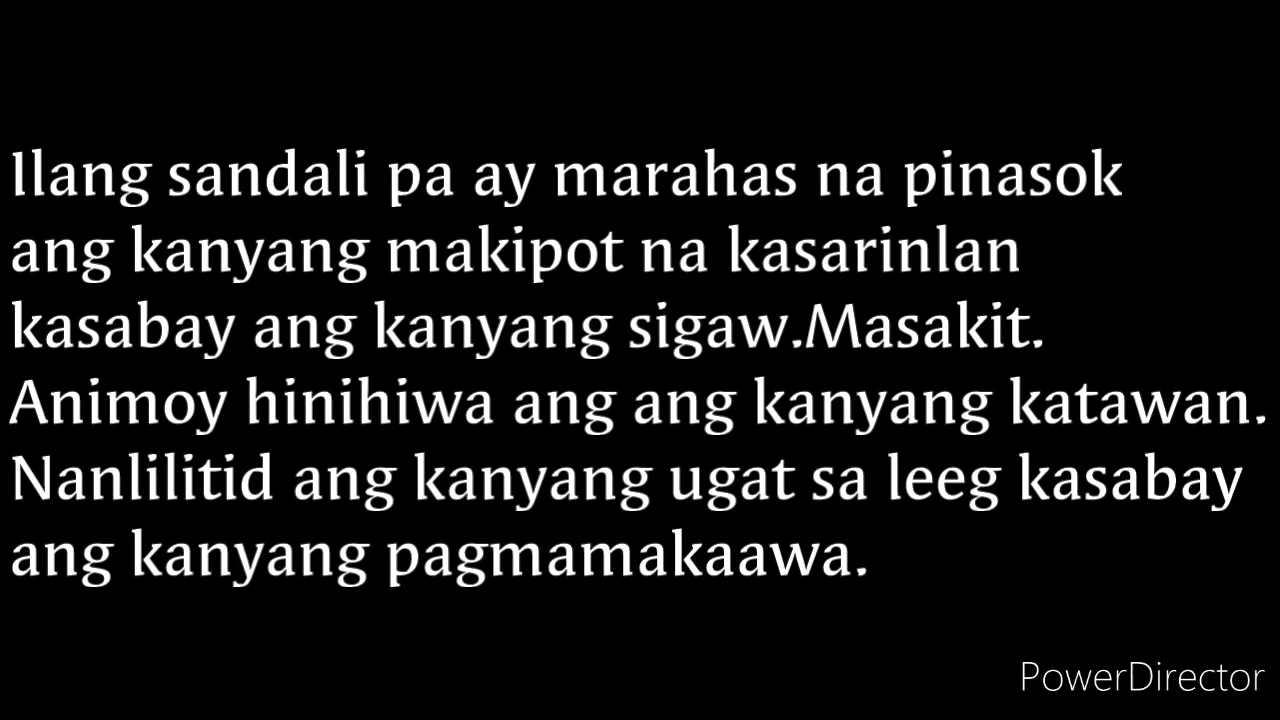 Ilang sandali pa ay marahas na pinasok
ang kanyang makipot na kasarinlan
kasabay ang kanyang sigaw.Masakit.
Animoy hinihiwa ang ang kanyang katawan.
Nanlilitid ang kanyang ugat sa leeg kasabay
ang kanyang pagmamakaawa.
PowerDirector